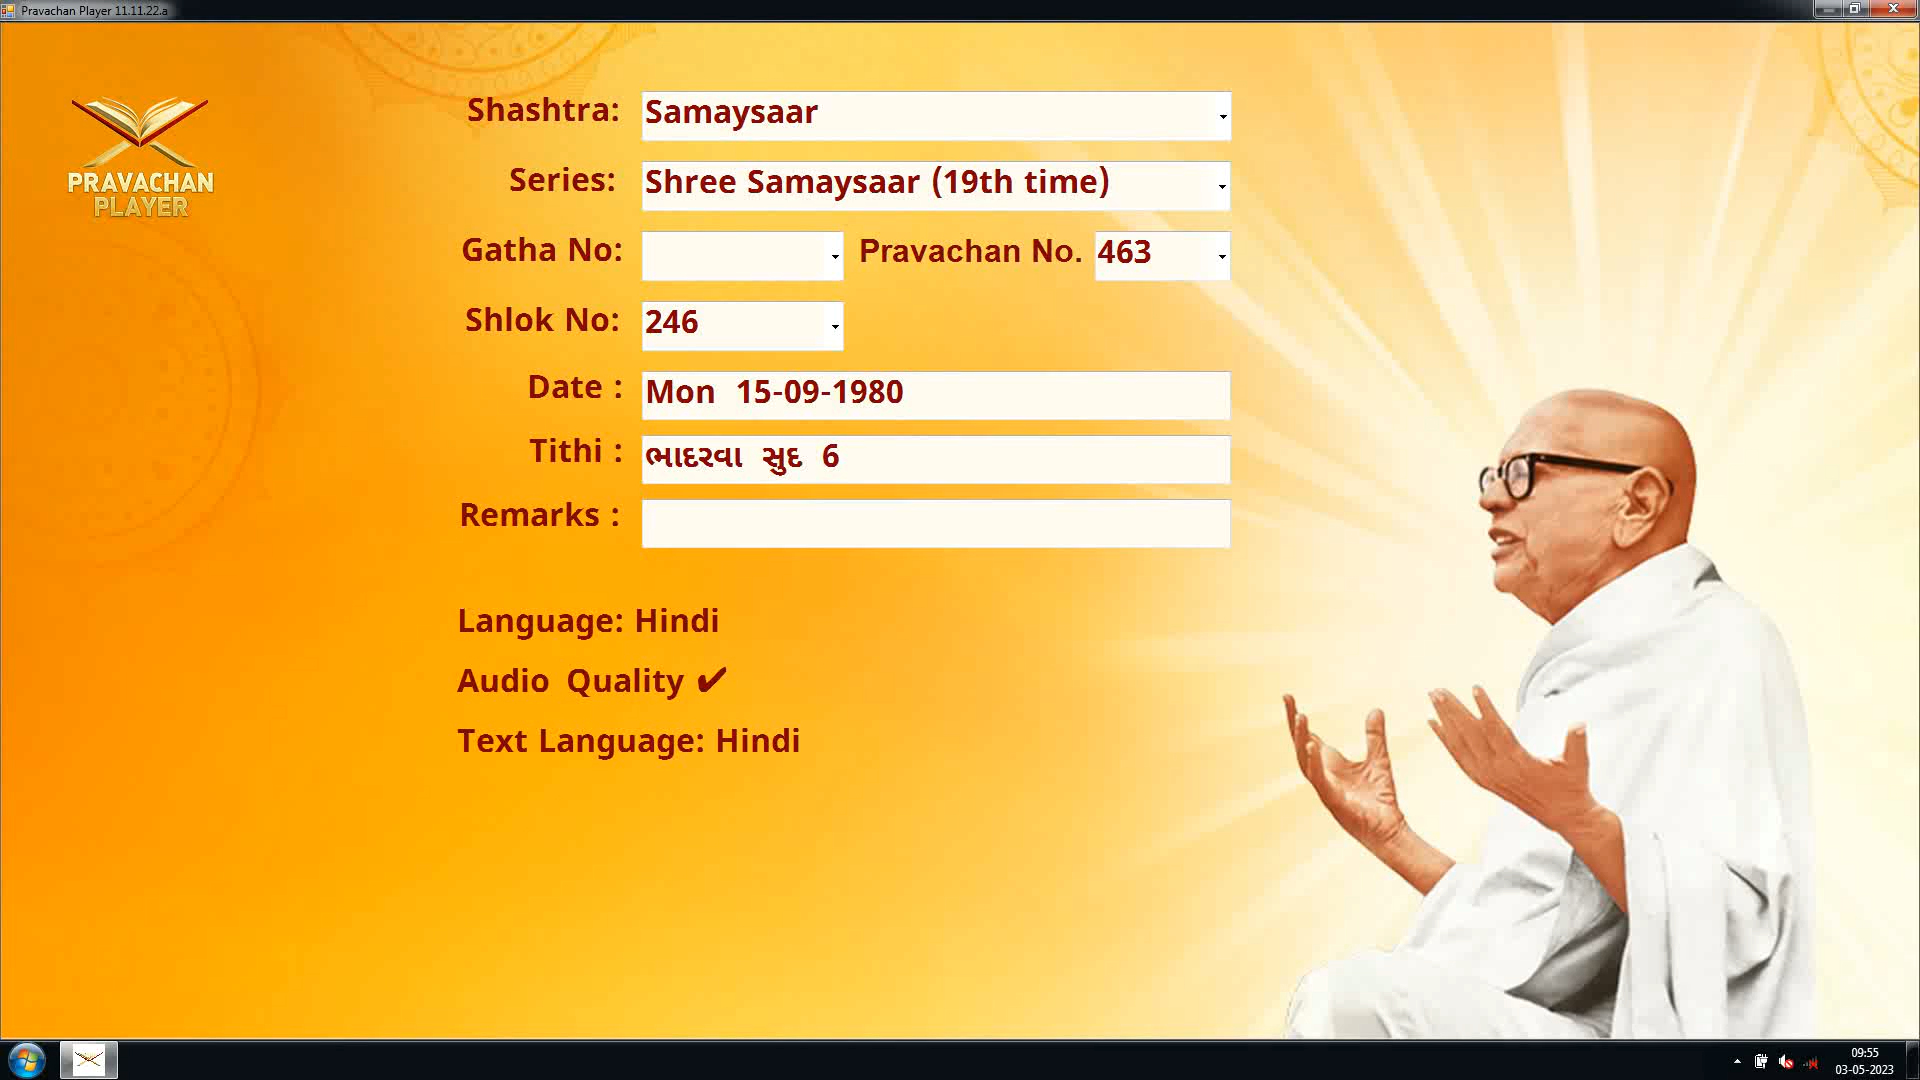 Pravachan Player 11.11.22.a
PRAVACHAN
PLAYER
Shashtra: Samaysaar
Series: Shree Samaysaar (19th time)
Gatha No: Pravachan No. 463
Shlok No: 246
Date : Mon 15-09-1980
Tithi : ભાદરવા સુદ 6
Remarks :
Language: Hindi
Audio Quality ✔
Text Language: Hindi
09:55
03-05-2023